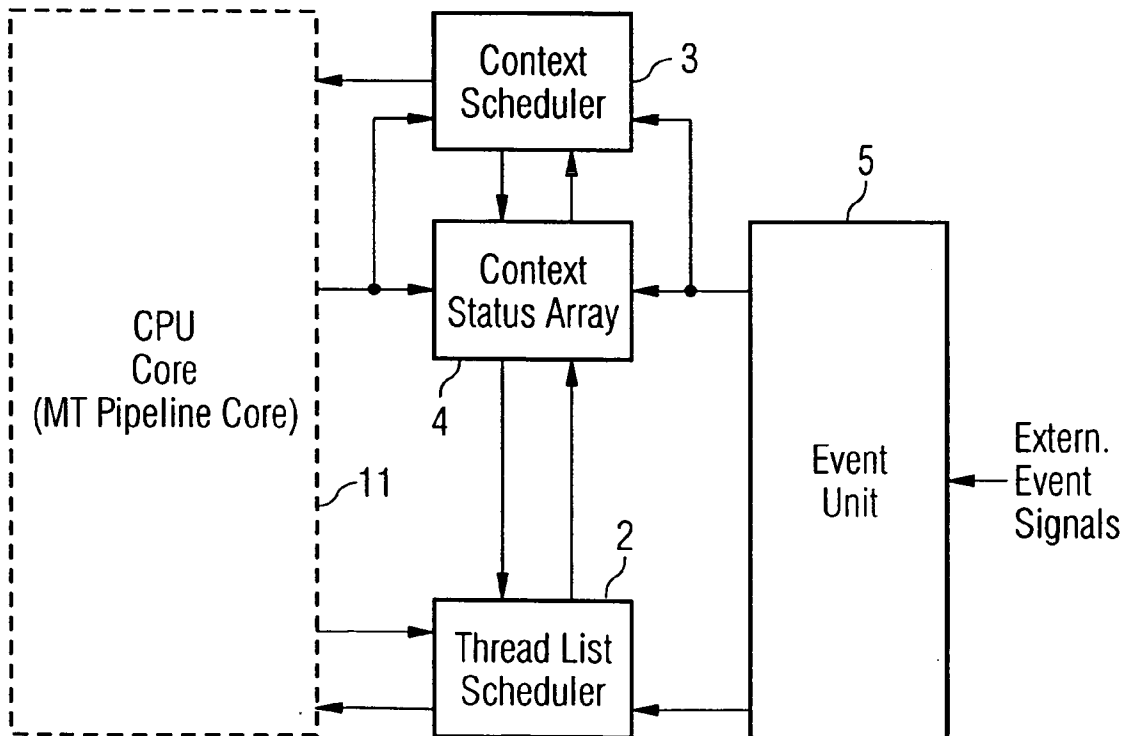 Context
Scheduler
3
5
Context
Status Array
4
CPU
Core
(MT Pipeline Core)
11
Event
Unit
Extern.
Event
Signals
2
Thread List
Scheduler